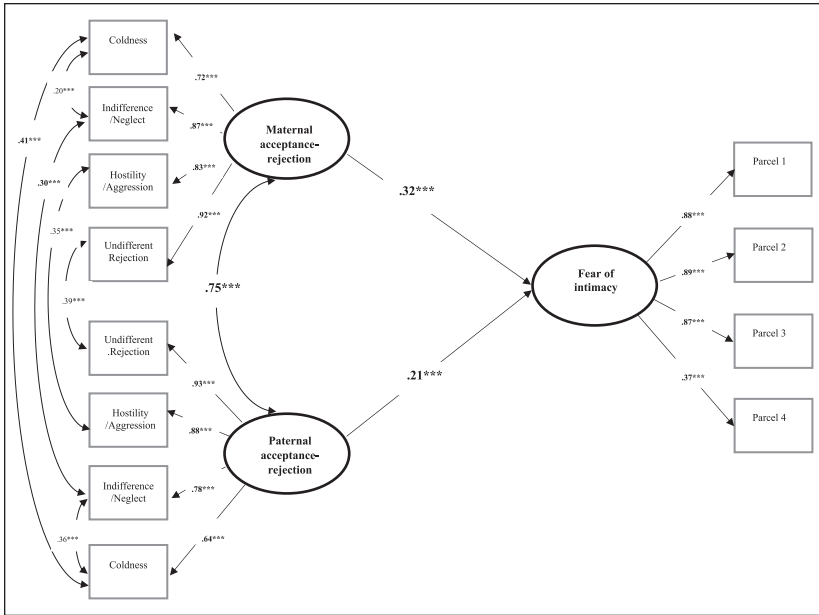 Coldness
.72***
.20***
Indifference
/Neglect
.87***
Maternal
acceptance-
rejection
.41***
Hostility
/Aggression
.83***
.30***
.32***
.35***
.92***
Undifferent
Rejection
.75***
.39***
Undifferent
.Rejection
.93***
.21***
Hostility
/Aggression
.88***
Paternal
acceptance-
rejection
Indifference
/Neglect
.78***
.36***
.64***
Coldness
Fear of
intimacy
Parcel 1
.88***
Parcel 2
.89***
Parcel 3
.87***
Parcel 4
.37***